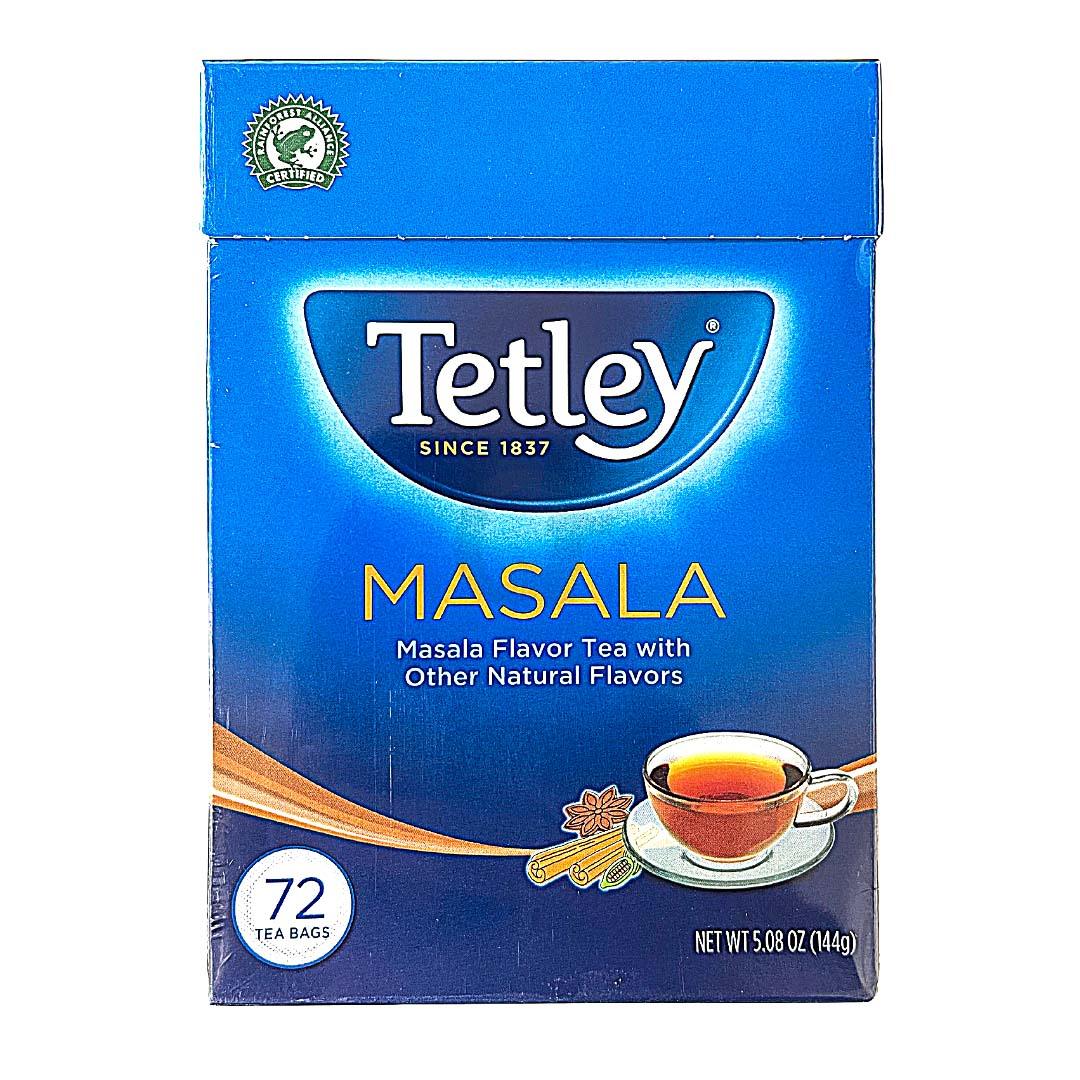 RAINFOREST ALLIANCE
CERTIFIED
Tetley®
SINCE 1837
MASALA
Masala Flavor Tea with
Other Natural Flavors
72
TEA BAGS
NET WT 5.08 OZ (144g)